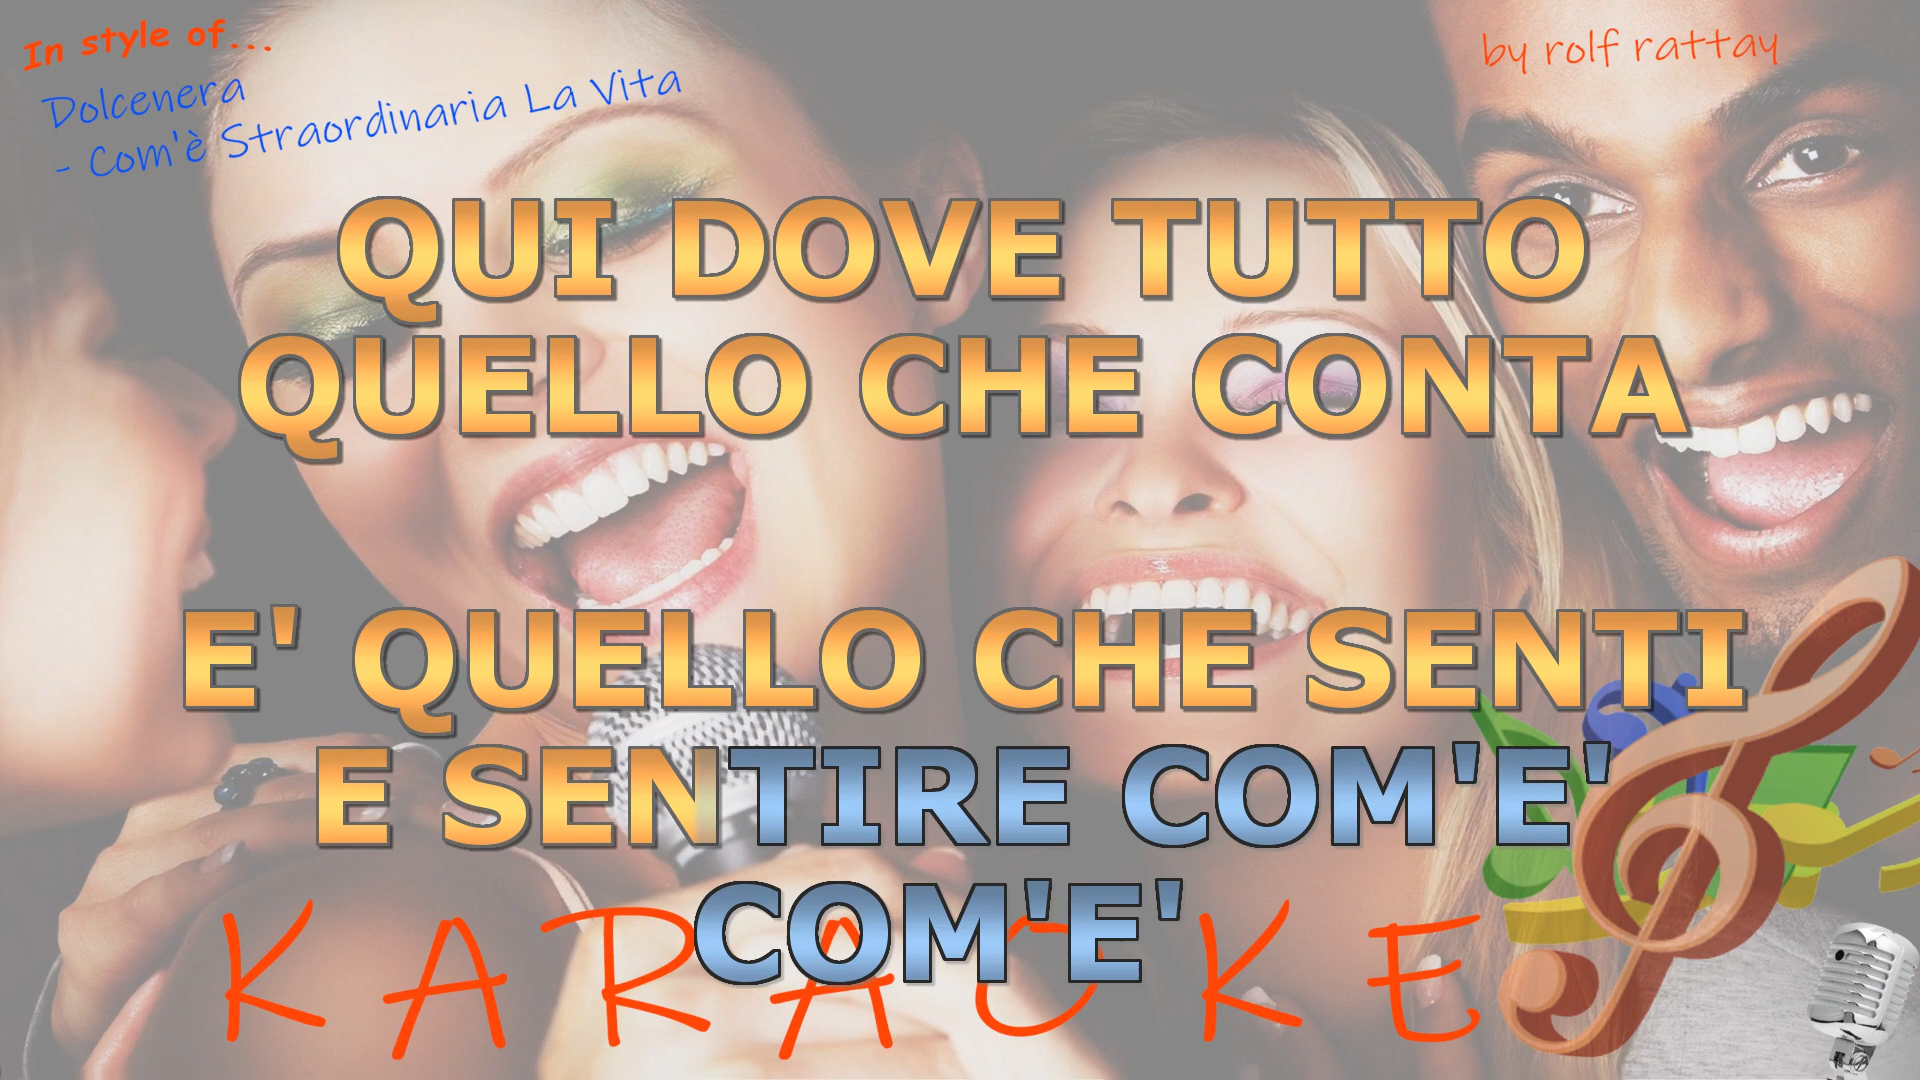 In style of...
Dolcenera
- Com'è Straordinaria La Vita
by rolf rattay
QUI DOVE TUTTO
QUELLO CHE CONTA
E' QUELLO CHE SENTI
E SENTIRE COM'E'
COM'E'
KARAOKE